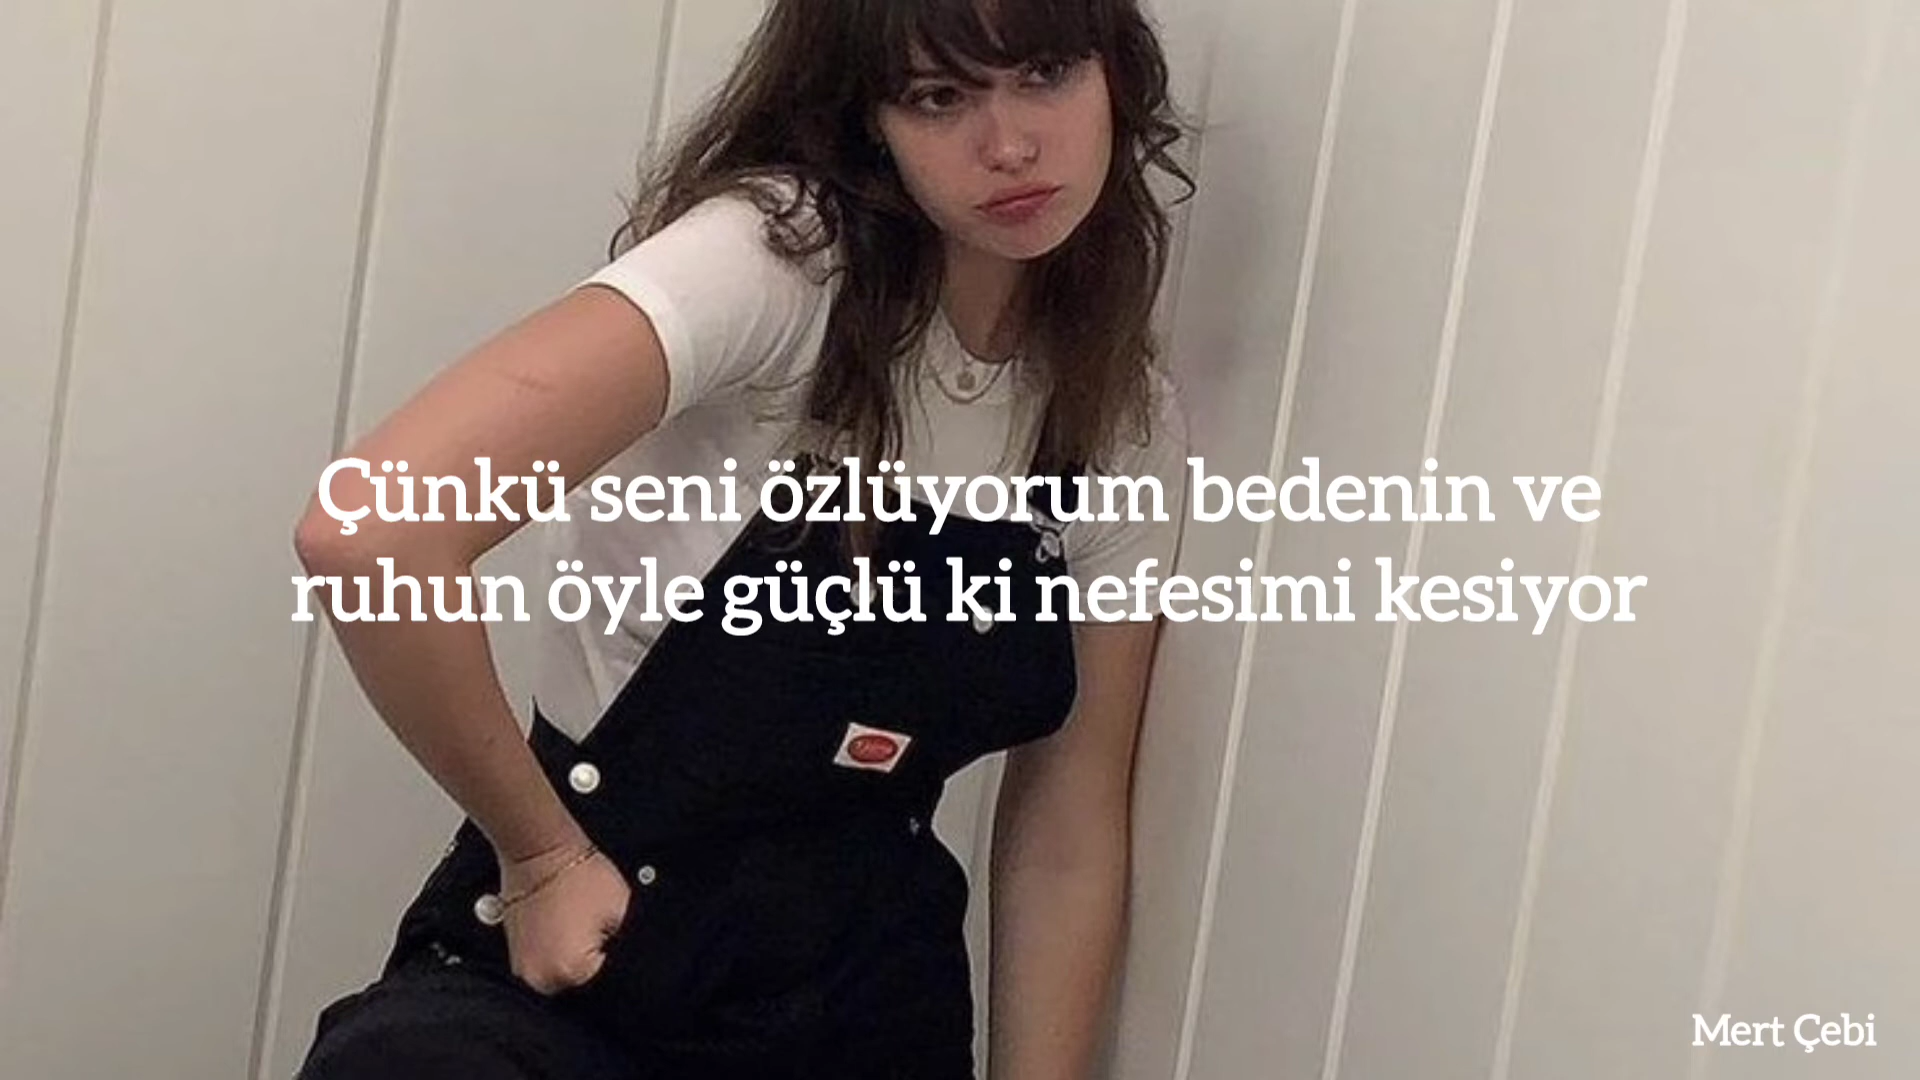 Çünkü seni özlüyorum bedenin ve
ruhun öyle güçlü ki nefesimi kesiyor
Mert Çebi